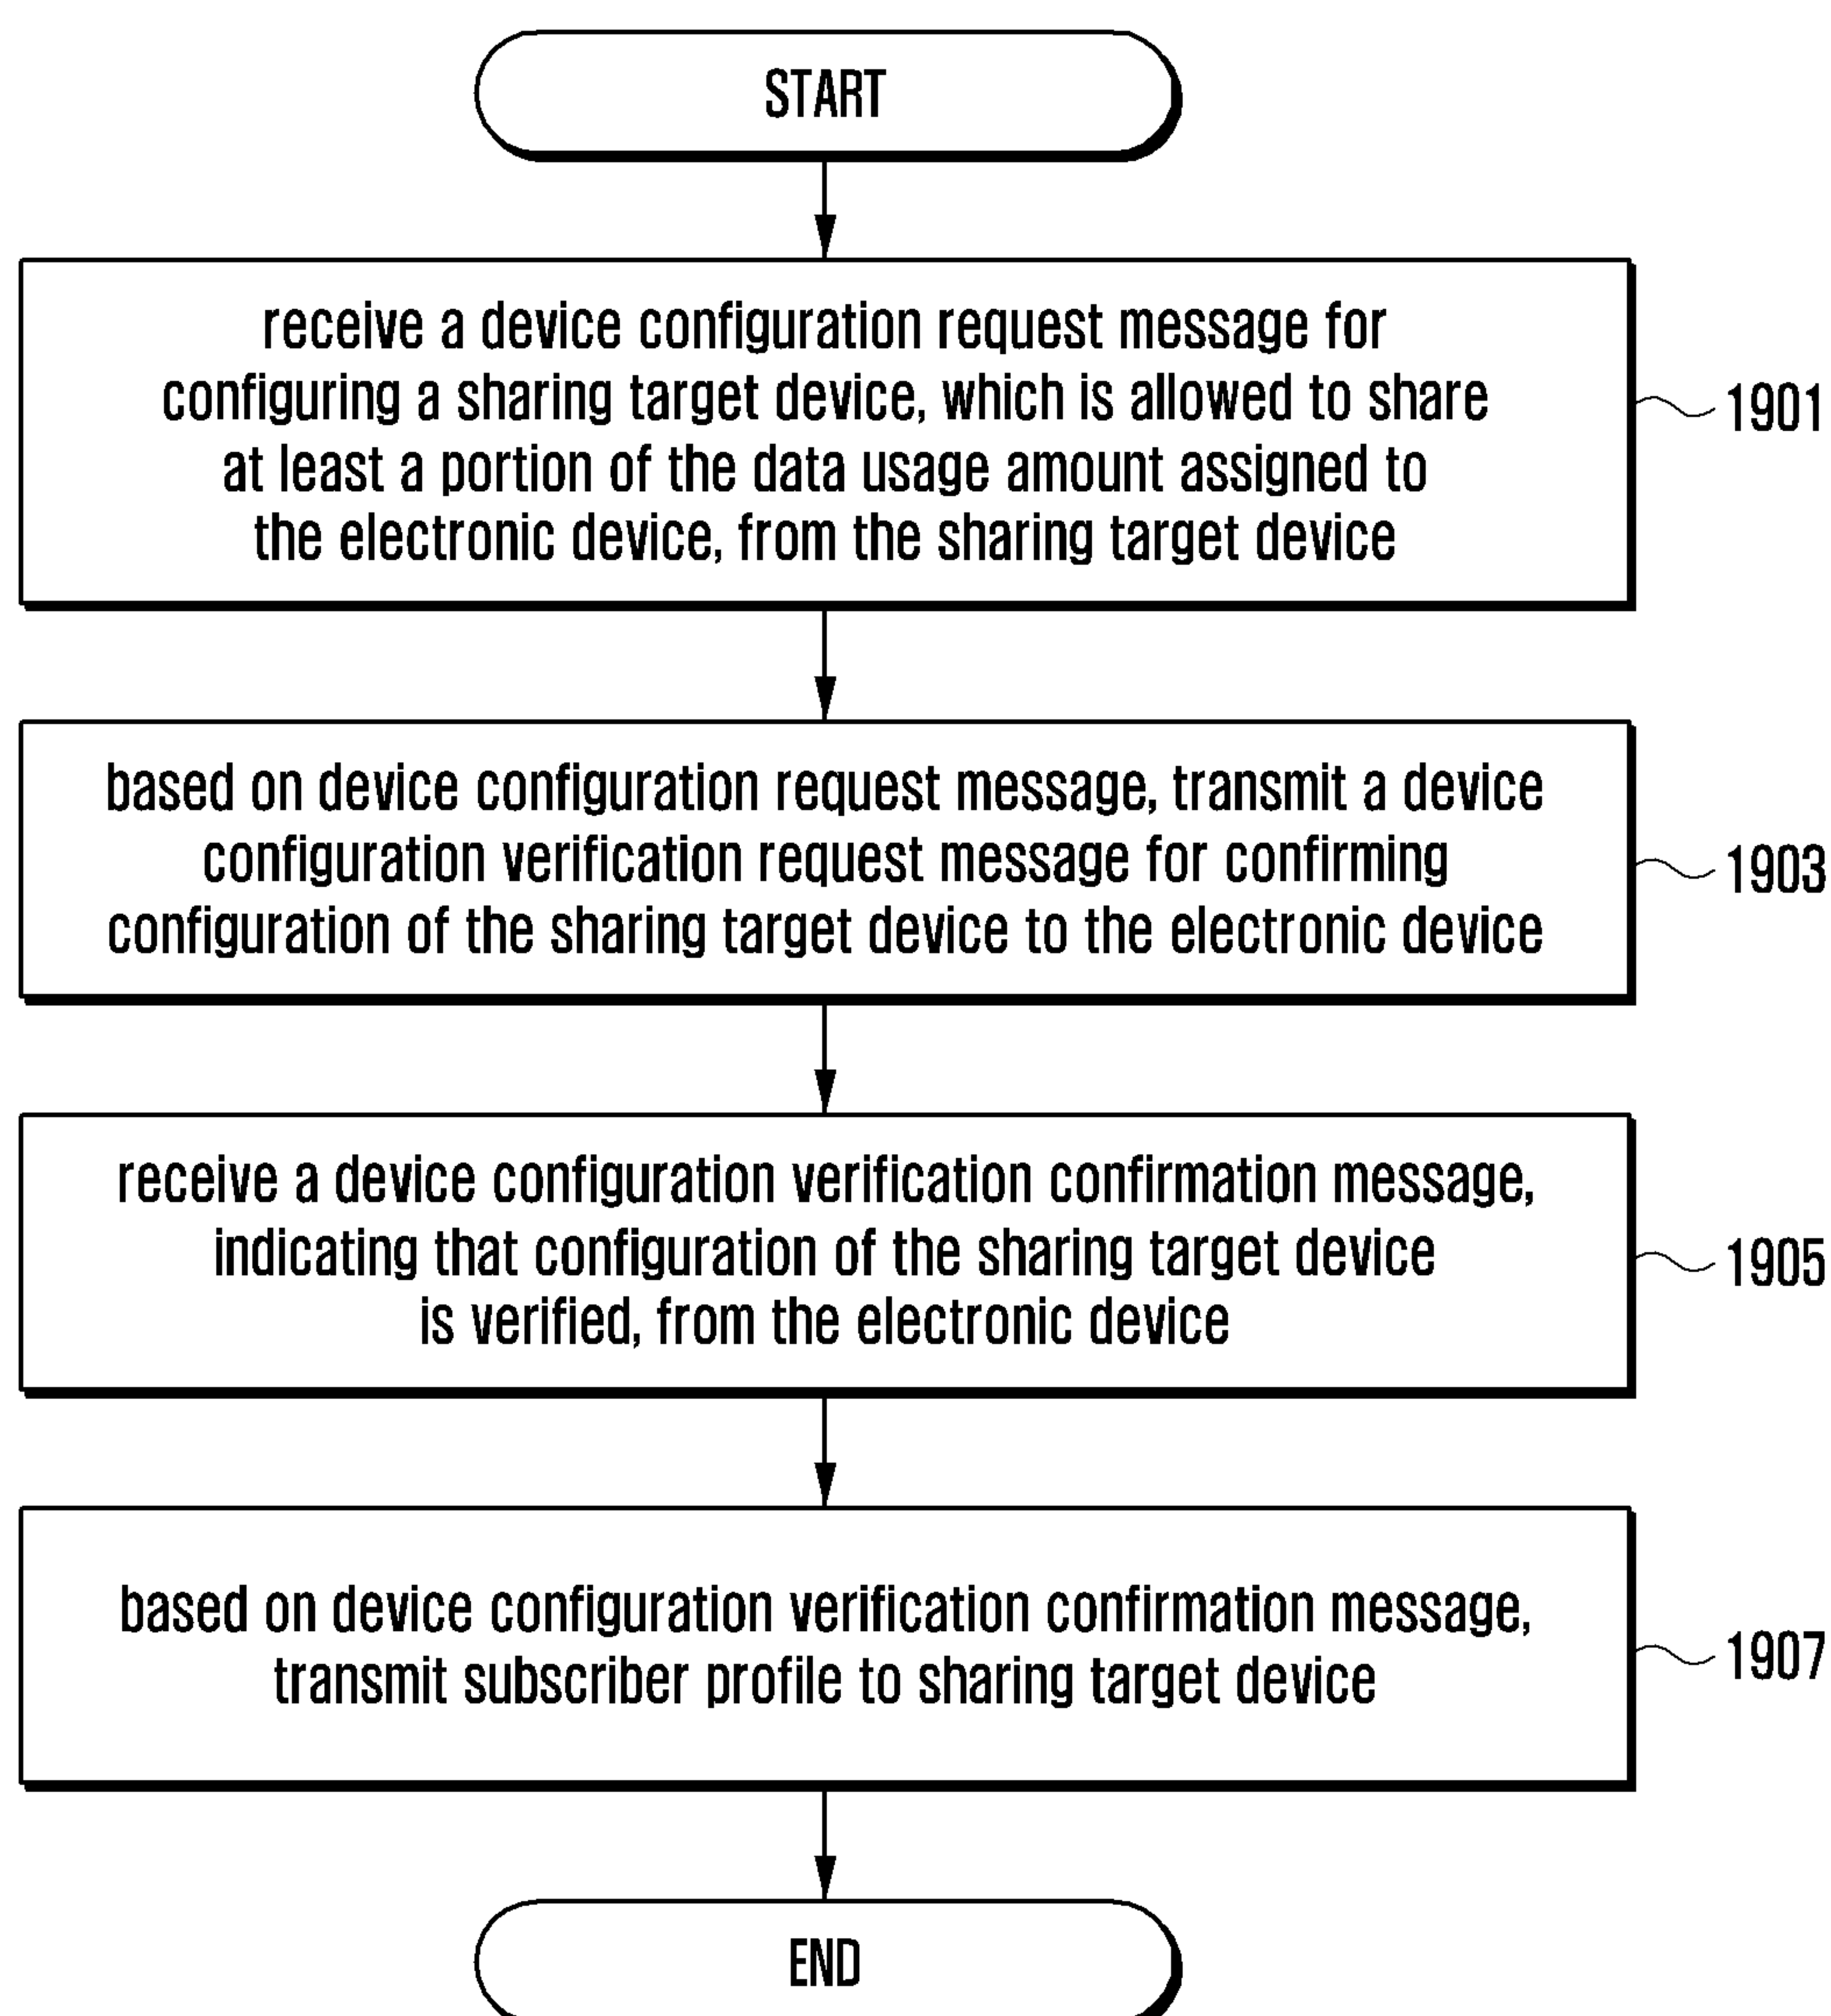 START
receive a device configuration request message for
configuring a sharing target device, which is allowed to share
at least a portion of the data usage amount assigned to
the electronic device, from the sharing target device
1901
based on device configuration request message, transmit a device
configuration verification request message for confirming
configuration of the sharing target device to the electronic device
1903
receive a device configuration verification confirmation message,
indicating that configuration of the sharing target device
is verified, from the electronic device
1905
based on device configuration verification confirmation message,
transmit subscriber profile to sharing target device
1907
END